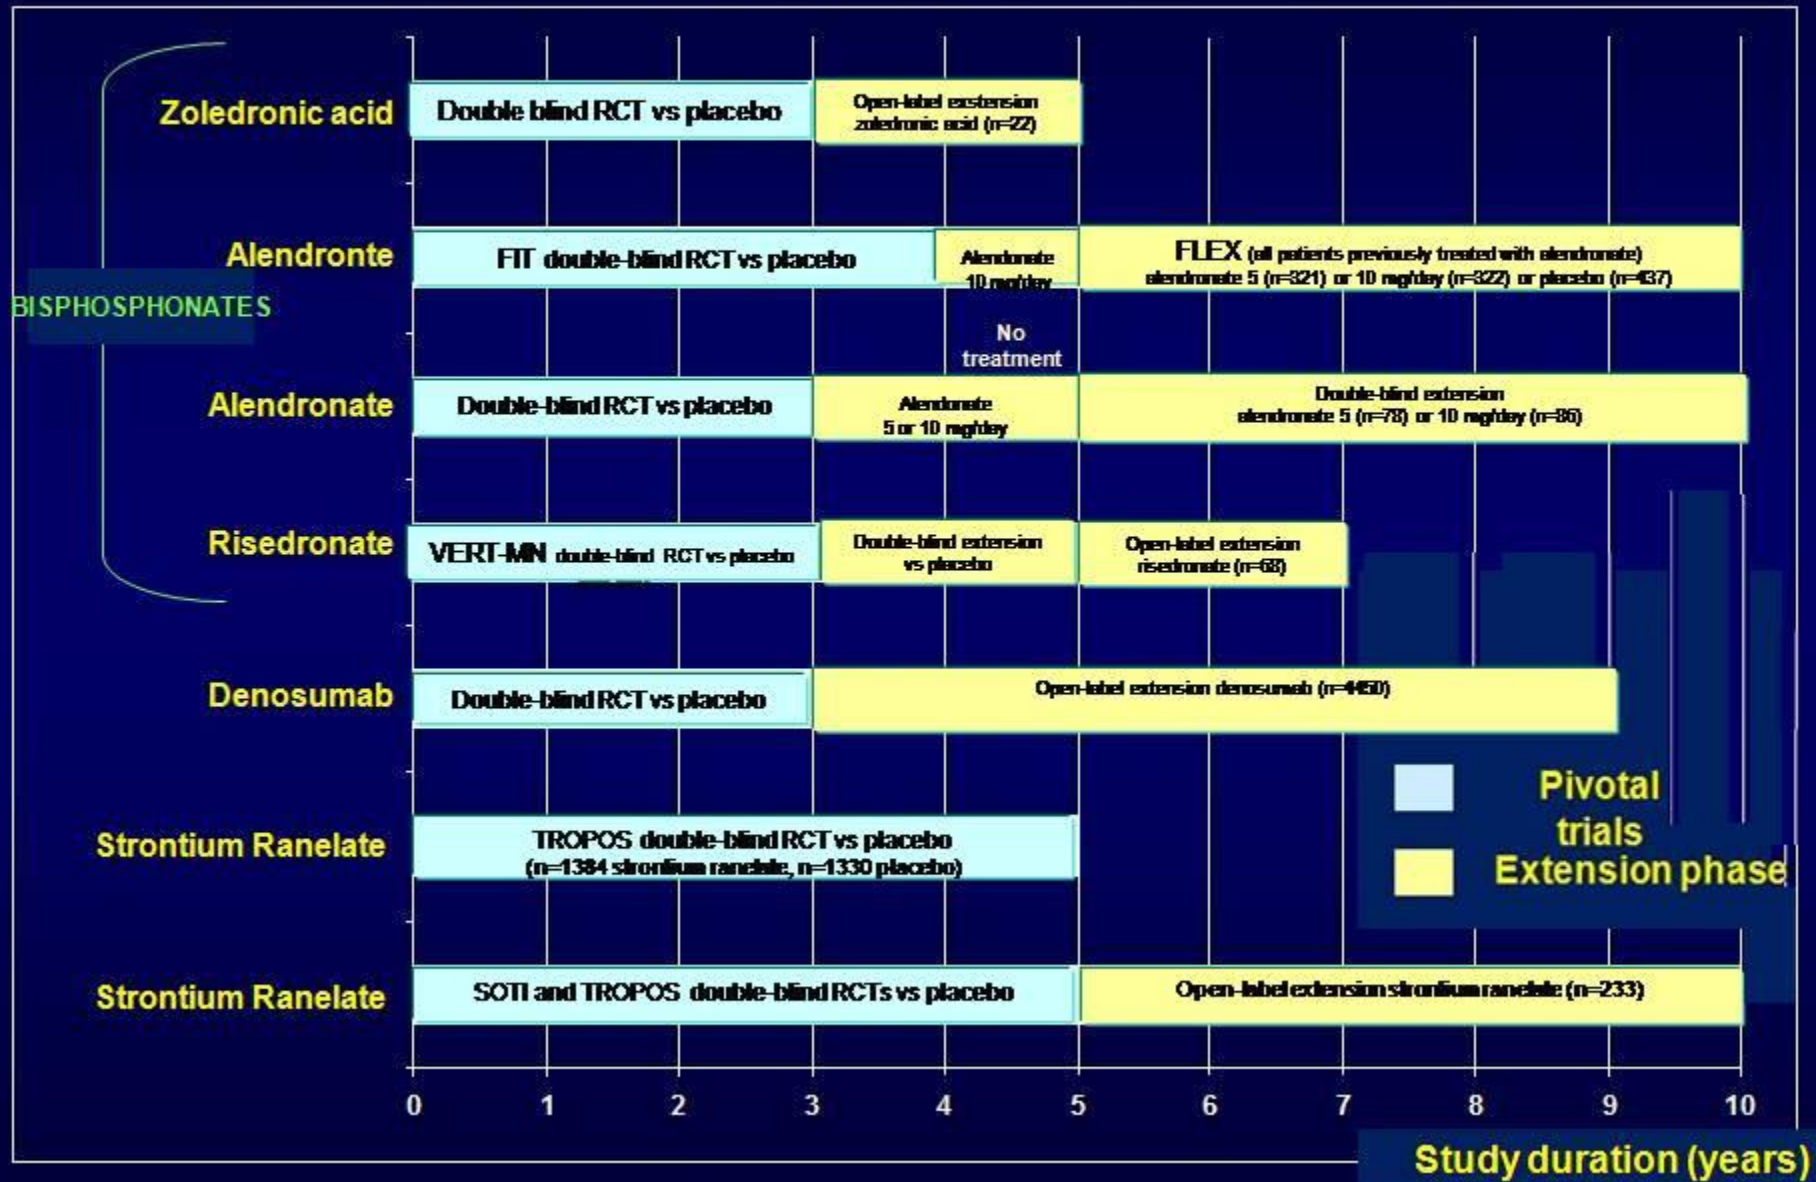 Zoledronic acid
Double blind RCT vs placebo
Open-label exstension
zoledronic acid (n=22)
Alendronte
FIT double-blind RCT vs placebo
Alendonate
10 mg/day
FLEX (all patients previously treated with alendronate)
alendronate 5 (n=321) or 10 mg/day (n=322) or placebo (n=437)
BISPHOSPHONATES
No
treatment
Alendronate
Double-blind RCT vs placebo
Alendonate
5 or 10 mg/day
Double-blind extension
alendronate 5 (n=78) or 10 mg/day (n=86)
Risedronate
VERT-MN double-blind RCT vs placebo
Double-blind extension
vs placebo
Open-label extension
risedronate (n=68)
Denosumab
Double-blind RCT vs placebo
Open-label extension denosumab (n=4450)
Pivotal
trials
Extension phase
Strontium Ranelate
TROPOS double-blind RCT vs placebo
(n=1384 strontium ranelate, n=1330 placebo)
Strontium Ranelate
SOTI and TROPOS double-blind RCTs vs placebo
Open-label extension strontium ranelate (n=233)
0 1 2 3 4 5 6 7 8 9 10
Study duration (years)